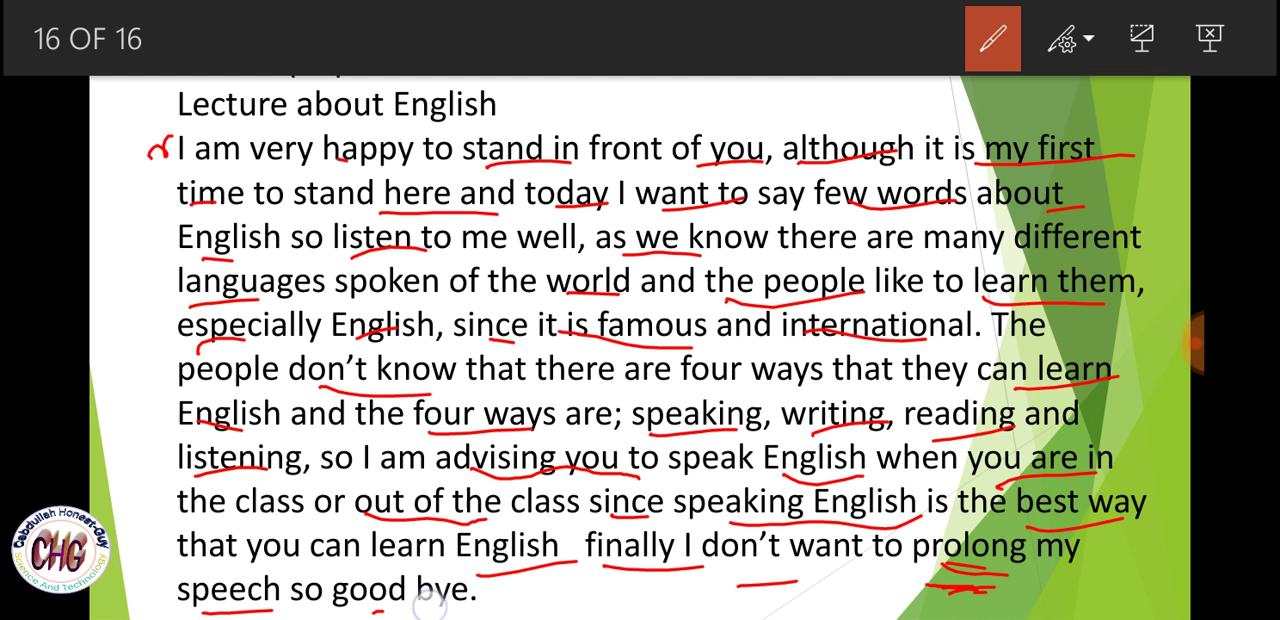 16 OF 16
Lecture about English
I am very happy to stand in front of you, although it is my first
time to stand here and today I want to say few words about
English so listen to me well, as we know there are many different
languages spoken of the world and the people like to learn them,
especially English, since it is famous and international. The
people don’t know that there are four ways that they can learn
English and the four ways are; speaking, writing, reading and
listening, so I am advising you to speak English when you are in
the class or out of the class since speaking English is the best way
that you can learn English finally I don’t want to prolong my
speech so good bye.
Cabdullah Honest-Guy
CHG
Science And Technology